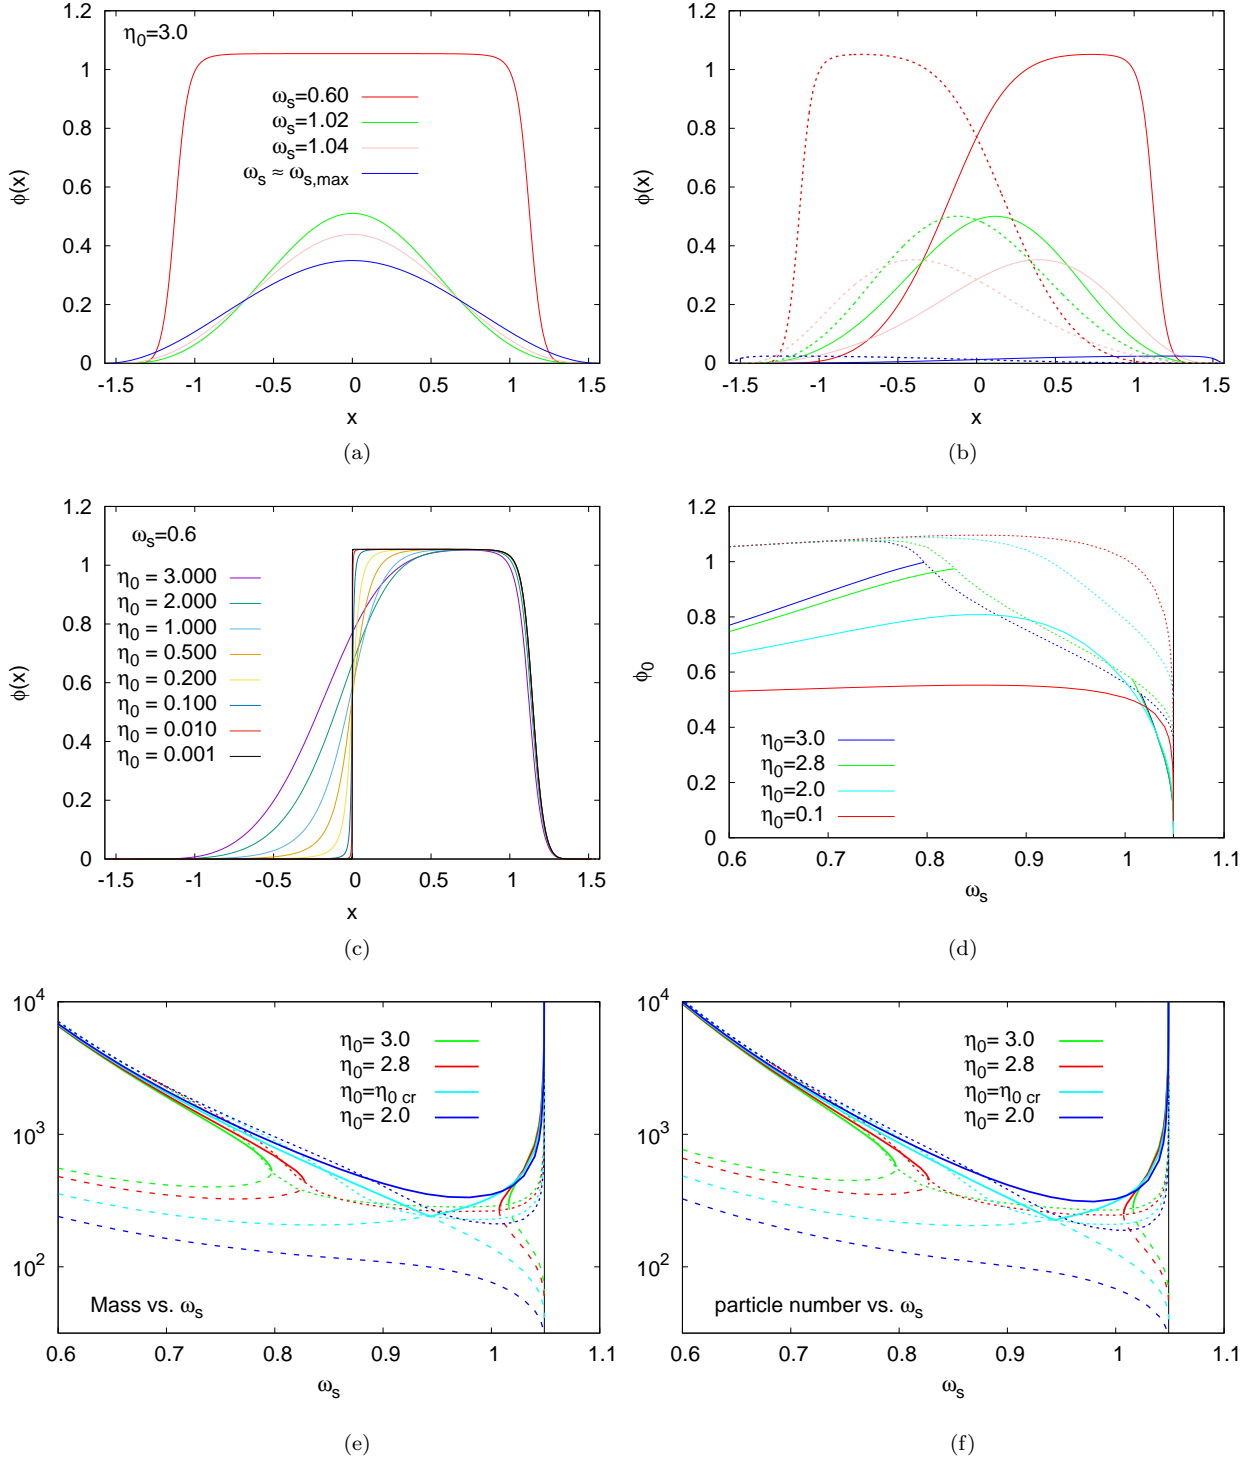 η0=3.0
ωs=0.60
ωs=1.02
ωs=1.04
ωs ≈ ωs,max
0
0.2
0.4
0.6
0.8
1
1.2
-1.5
-1
-0.5
0
0.5
1
1.5
ϕ(x)
x
(a)
0
0.2
0.4
0.6
0.8
1
1.2
-1.5
-1
-0.5
0
0.5
1
1.5
ϕ(x)
x
(b)
ωs=0.6
η0 = 3.000
η0 = 2.000
η0 = 1.000
η0 = 0.500
η0 = 0.200
η0 = 0.100
η0 = 0.010
η0 = 0.001
0
0.2
0.4
0.6
0.8
1
1.2
-1.5
-1
-0.5
0
0.5
1
1.5
ϕ(x)
x
(c)
η0=3.0
η0=2.8
η0=2.0
η0=0.1
0
0.2
0.4
0.6
0.8
1
1.2
0.6
0.7
0.8
0.9
1
1.1
ϕ0
ωs
(d)
η0= 3.0
η0= 2.8
η0=η0 cr
η0= 2.0
10^4
10^3
10^2
Mass vs. ωs
0.6
0.7
0.8
0.9
1
1.1
ωs
(e)
η0= 3.0
η0= 2.8
η0=η0 cr
η0= 2.0
10^4
10^3
10^2
particle number vs. ωs
0.6
0.7
0.8
0.9
1
1.1
ωs
(f)